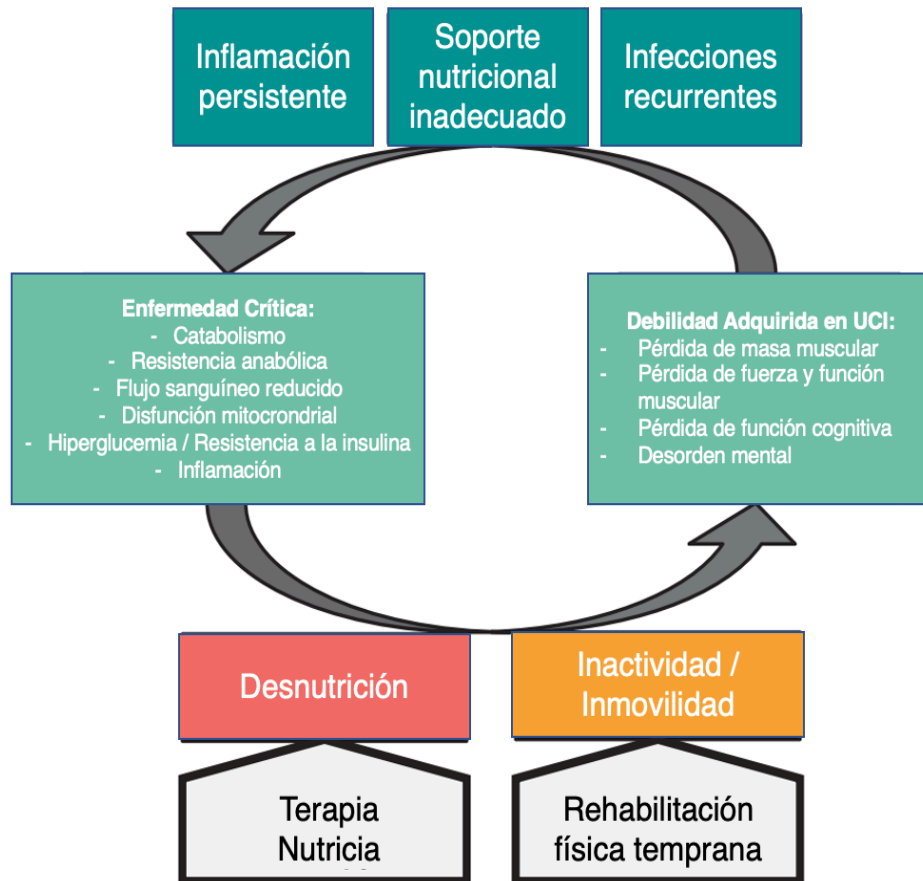 Inflamación
persistente
Soporte
nutricional
inadecuado
Infecciones
recurrentes
Enfermedad Crítica:
- Catabolismo
- Resistencia anabólica
- Flujo sanguíneo reducido
- Disfunción mitocrondrial
- Hiperglucemia / Resistencia a la insulina
- Inflamación
Debilidad Adquirida en UCI:
- Pérdida de masa muscular
- Pérdida de fuerza y función
muscular
- Pérdida de función cognitiva
- Desorden mental
Desnutrición
Inactividad /
Inmovilidad
Terapia
Nutricia
Rehabilitación
física temprana